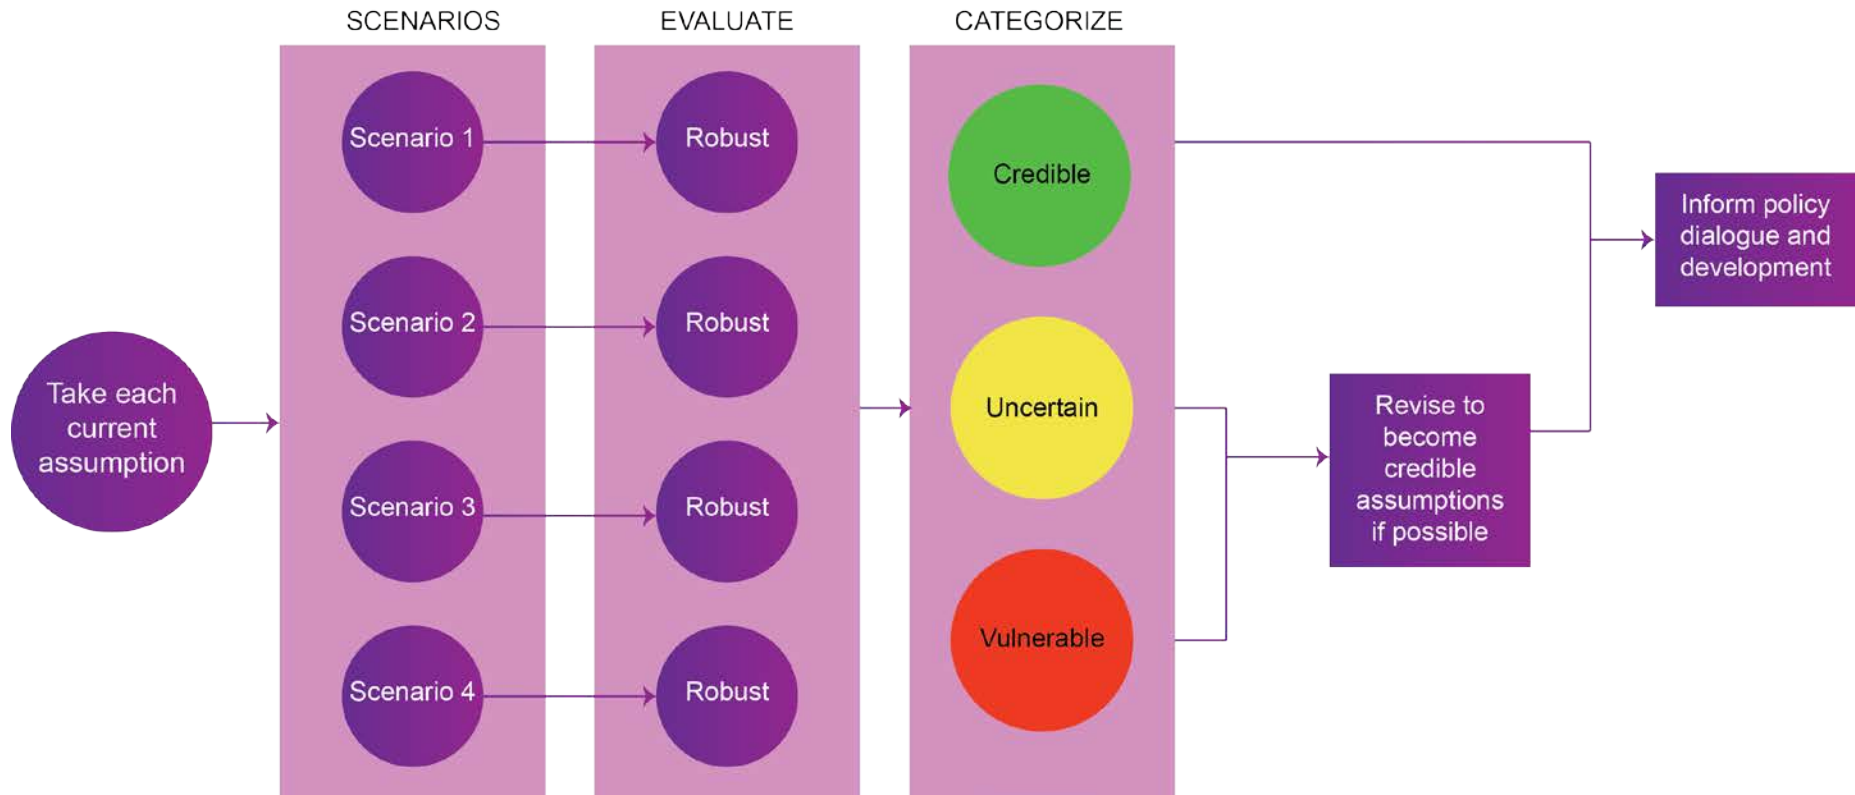 SCENARIOS
EVALUATE
CATEGORIZE
Take each
current
assumption
Scenario 1
Scenario 2
Scenario 3
Scenario 4
Robust
Robust
Robust
Robust
Credible
Uncertain
Vulnerable
Revise to
become
credible
assumptions
if possible
Inform policy
dialogue and
development